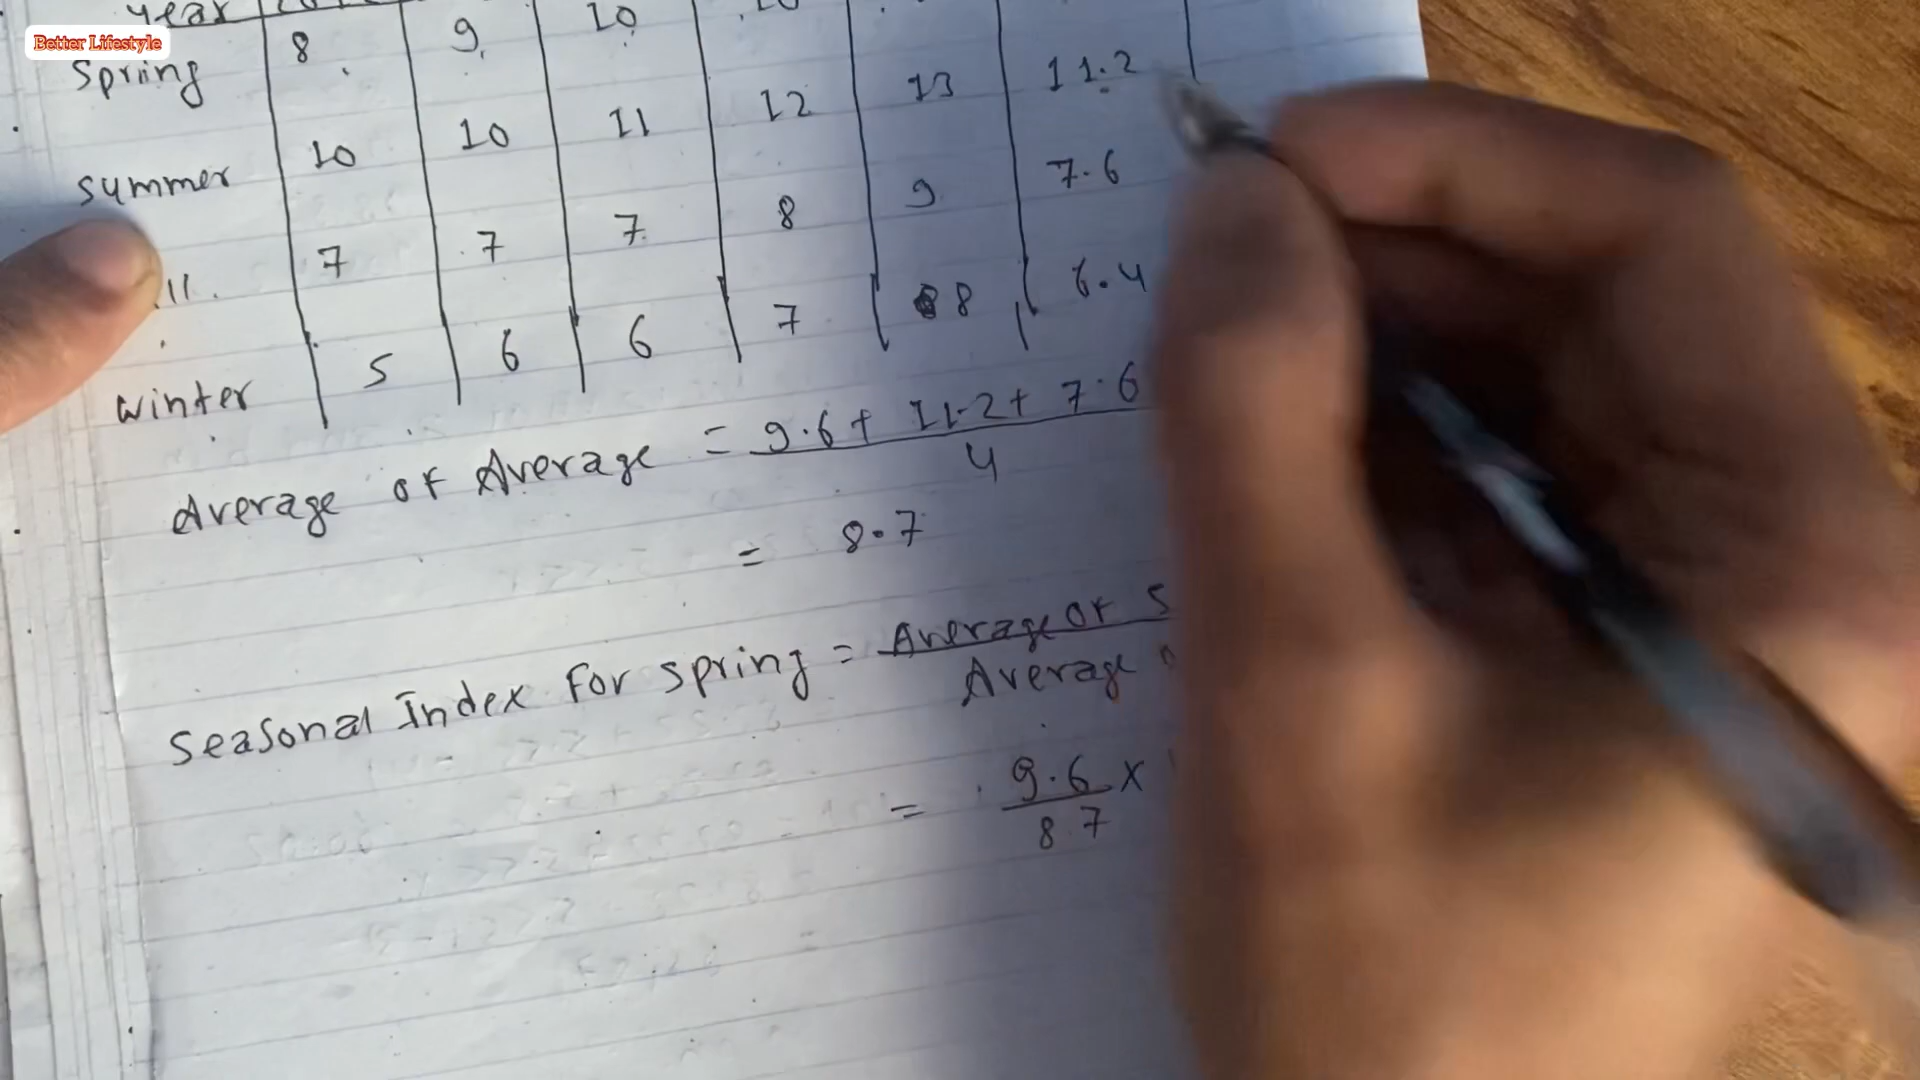 year
Better Lifestyle
Spring 8 9 10 10
summer 10 10 11 12 13 11.2
ll 7 7 7 8 9 7.6
winter 5 6 6 7 8 6.4
Average of Average = 9.6 + 11.2 + 7.6
4
= 8.7
Seasonal Index For spring = Average of S
Average
= 9.6 x
8.7